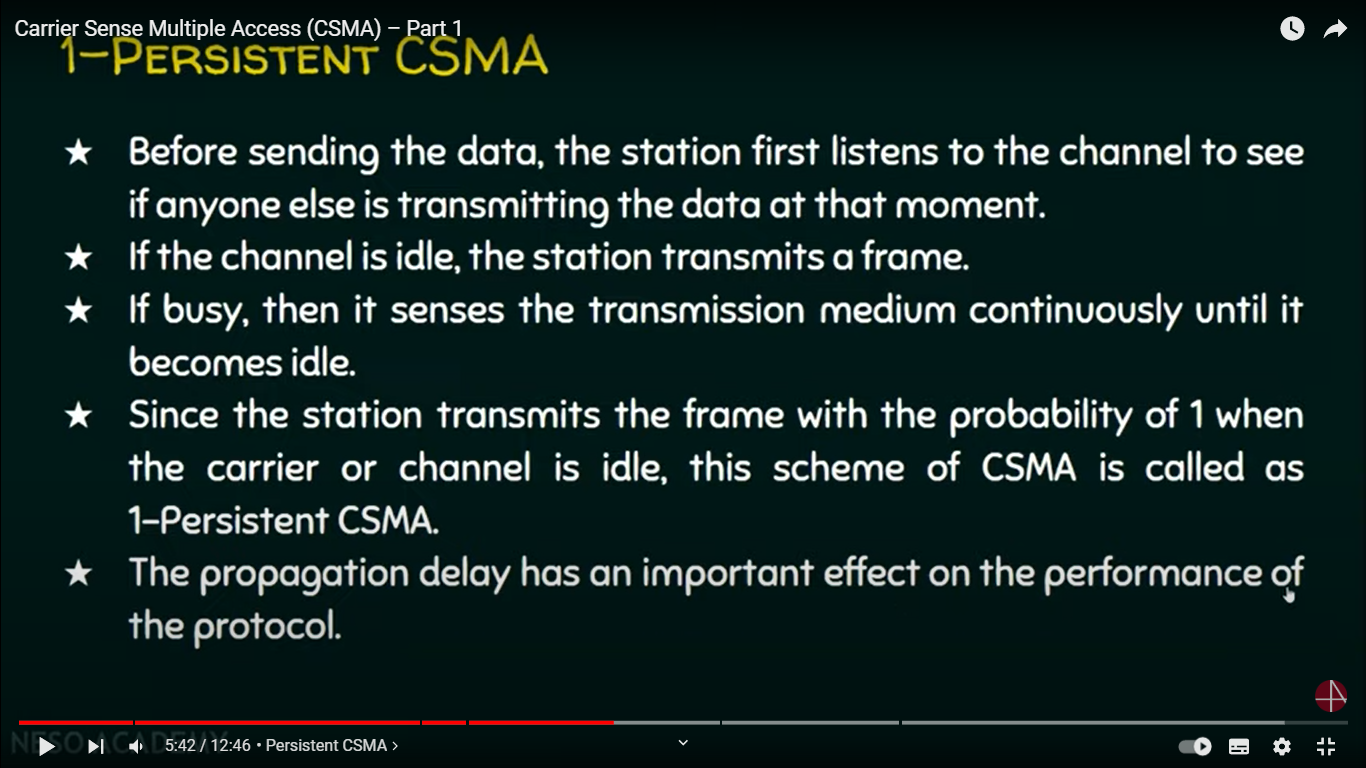 Carrier Sense Multiple Access (CSMA) – Part 1
1–PERSISTENT CSMA
★ Before sending the data, the station first listens to the channel to see
if anyone else is transmitting the data at that moment.
★ If the channel is idle, the station transmits a frame.
★ If busy, then it senses the transmission medium continuously until it
becomes idle.
★ Since the station transmits the frame with the probability of 1 when
the carrier or channel is idle, this scheme of CSMA is called as
1–Persistent CSMA.
★ The propagation delay has an important effect on the performance of
the protocol.
NESO ACADEMY
5:42 / 12:46 • Persistent CSMA ›